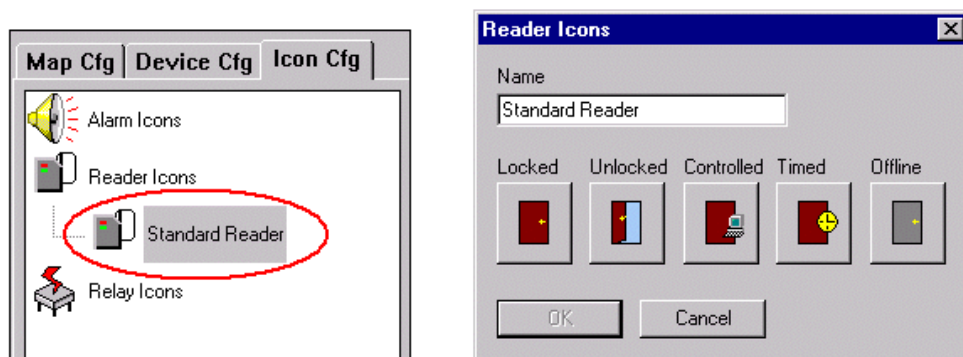 Map Cfg Device Cfg Icon Cfg
Alarm Icons
Reader Icons
Standard Reader
Relay Icons
Reader Icons
Name
Standard Reader
Locked Unlocked Controlled Timed Offline
OK Cancel